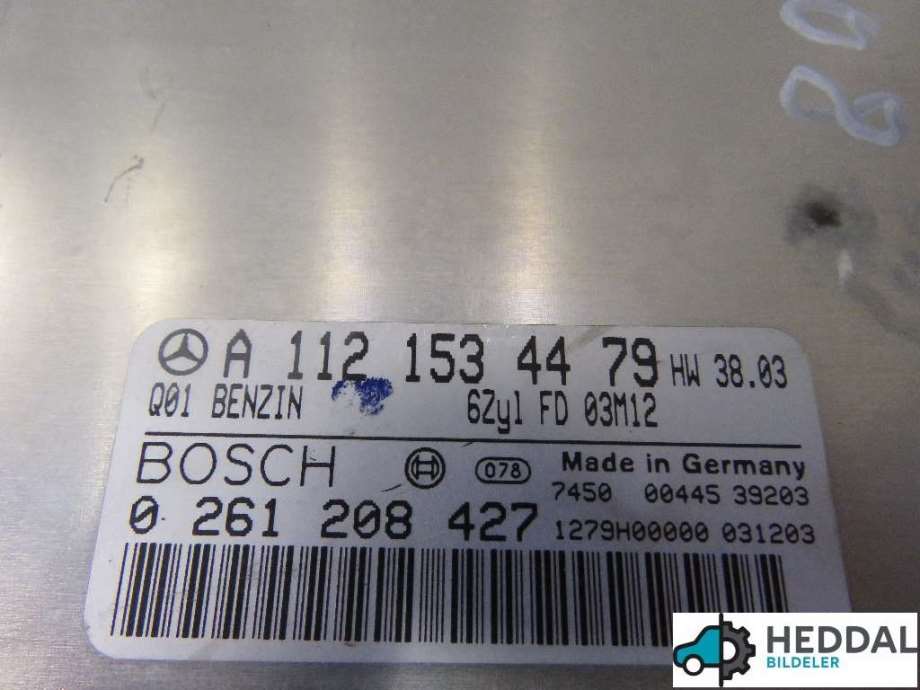 A 112 153 44 79 HW 38.03
Q01 BENZIN 6Zyl FD 03M12
BOSCH 078 Made in Germany
7450 00445 39203
0 261 208 427 1279H00000 031203
HEDDAL
BILDELER